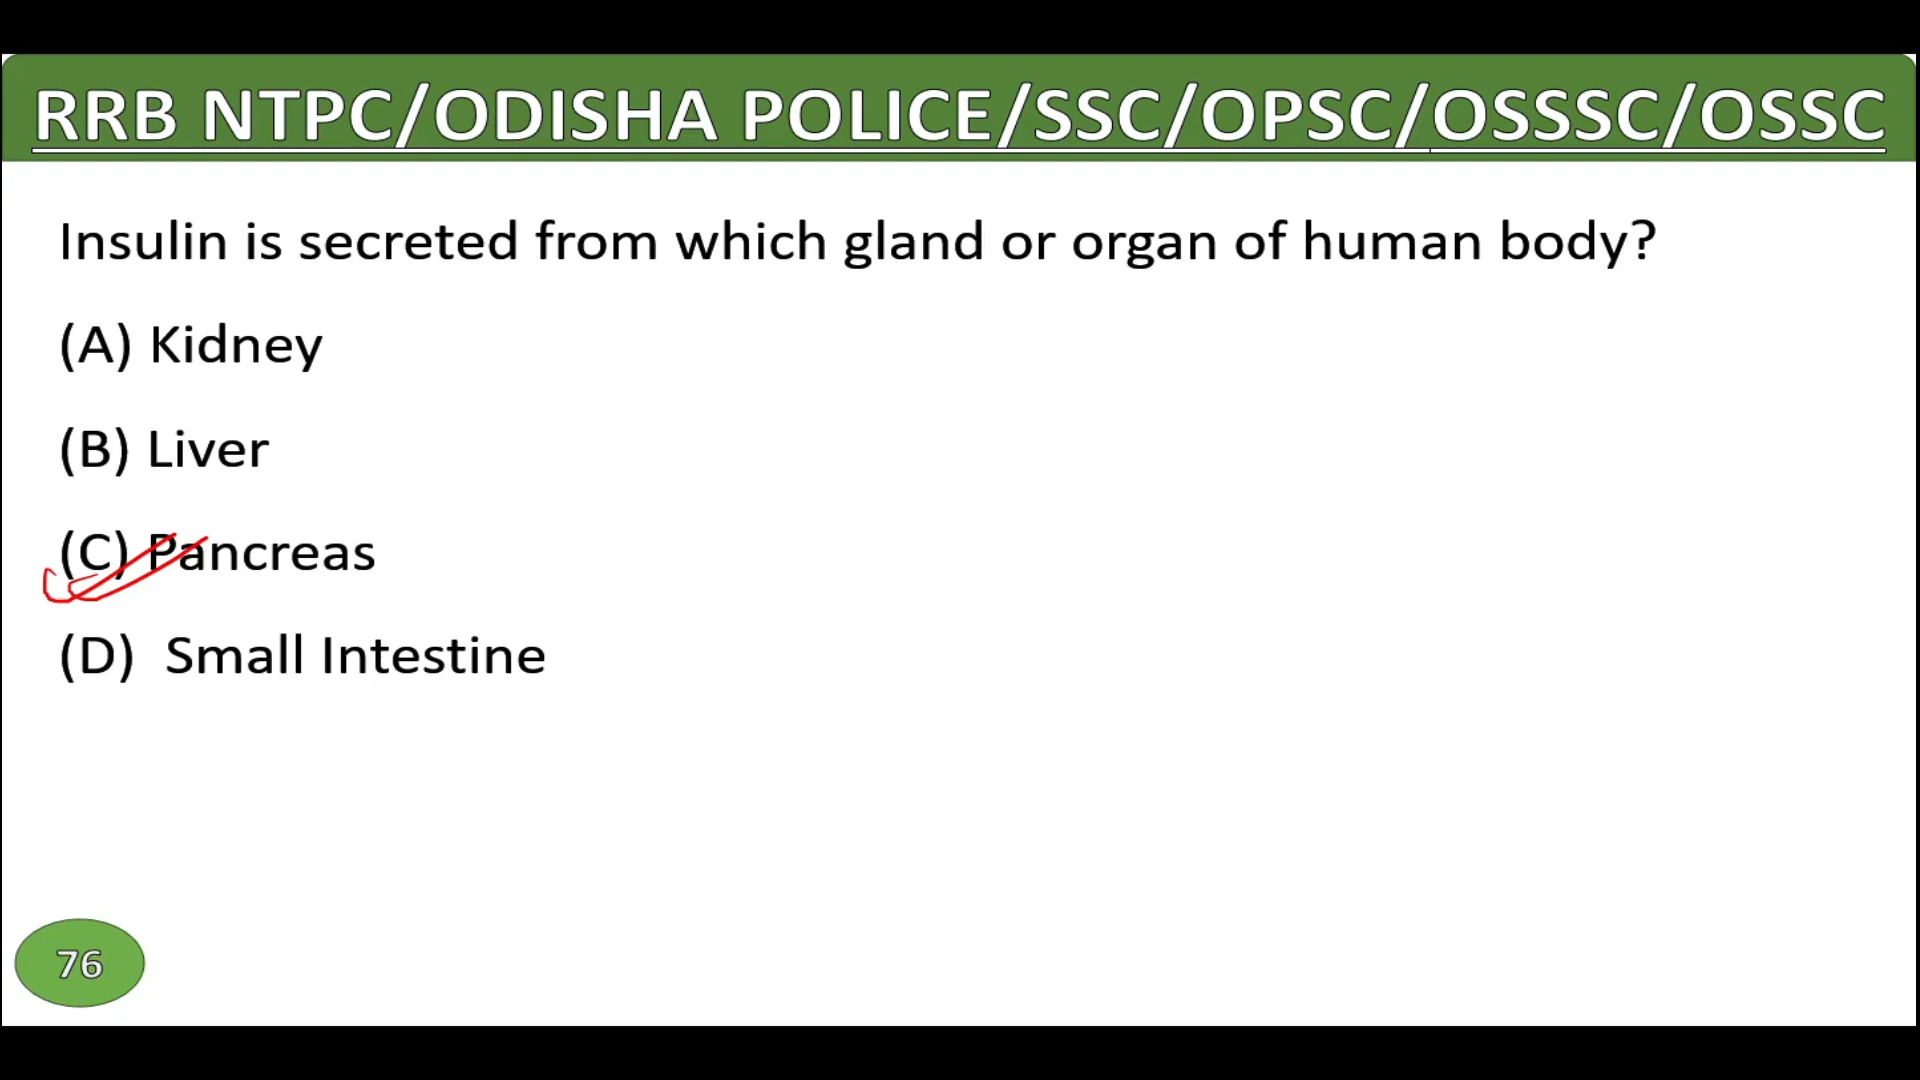 RRB NTPC/ODISHA POLICE/SSC/OPSC/OSSSC/OSSC
Insulin is secreted from which gland or organ of human body?
(A) Kidney
(B) Liver
(C) Pancreas
(D) Small Intestine
76